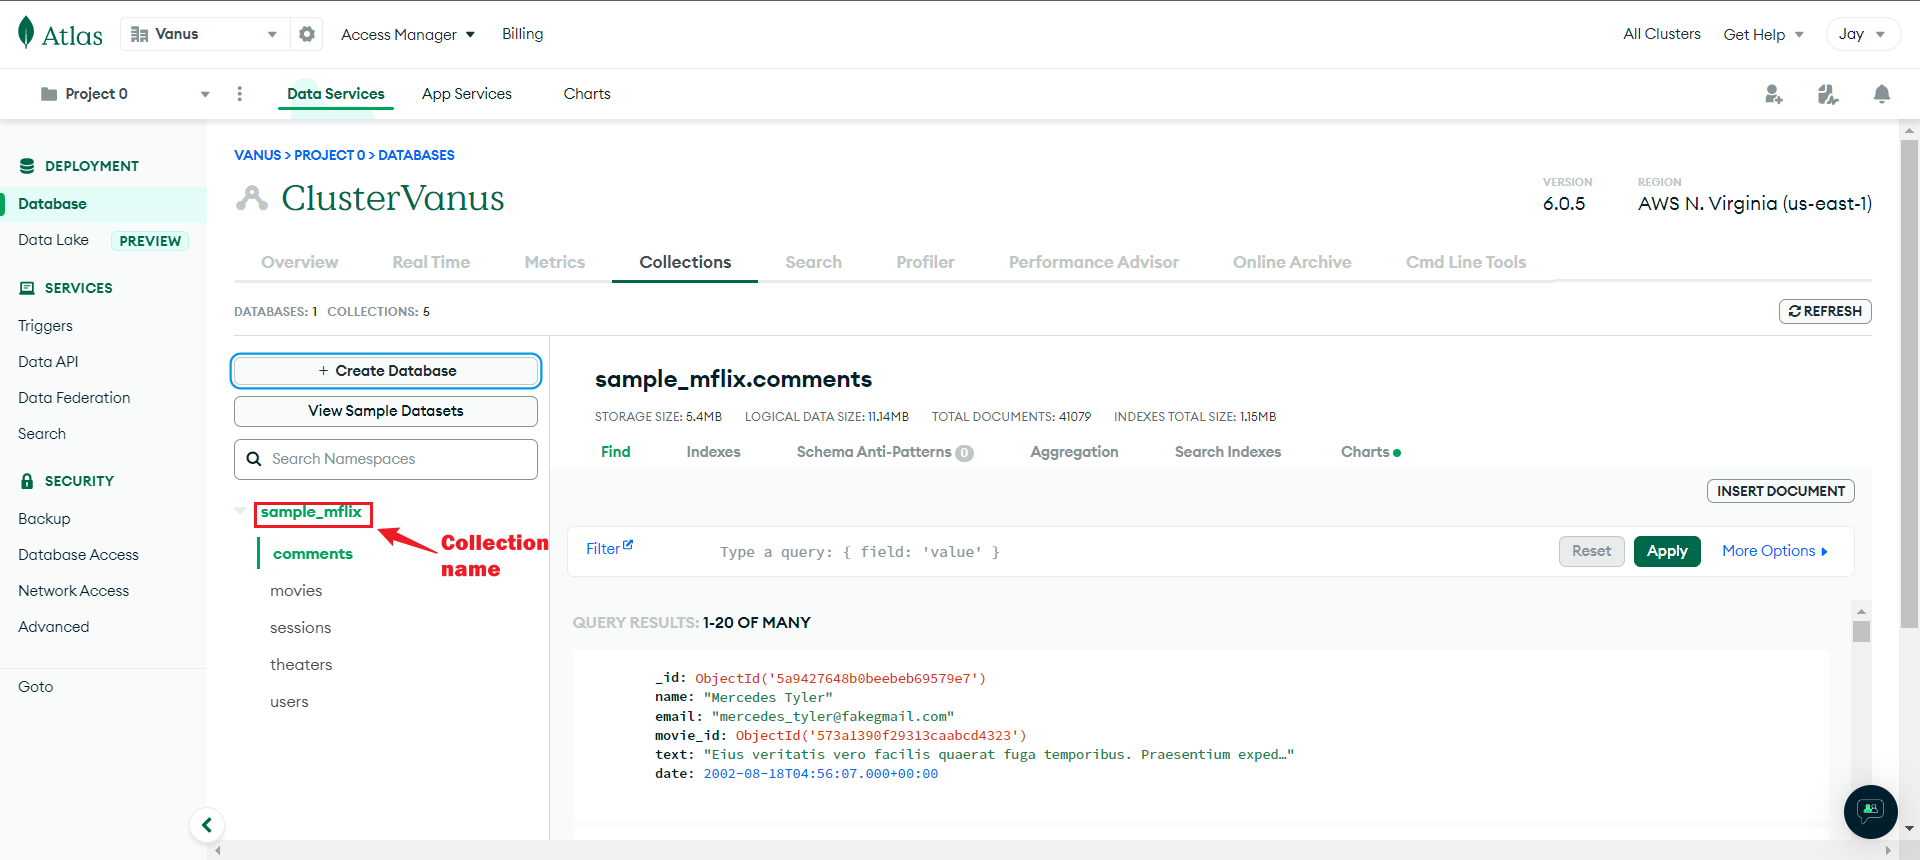 Atlas
Vanus
Access Manager
Billing
All Clusters
Get Help
Jay
Project 0
Data Services
App Services
Charts
DEPLOYMENT
Database
Data Lake PREVIEW
SERVICES
Triggers
Data API
Data Federation
Search
SECURITY
Backup
Database Access
Network Access
Advanced
Goto
VANUS > PROJECT 0 > DATABASES
ClusterVanus
VERSION
6.0.5
REGION
AWS N. Virginia (us-east-1)
Overview
Real Time
Metrics
Collections
Search
Profiler
Performance Advisor
Online Archive
Cmd Line Tools
DATABASES: 1 COLLECTIONS: 5
REFRESH
+ Create Database
View Sample Datasets
Search Namespaces
sample_mflix
comments
movies
sessions
theaters
users
Collection
name
sample_mflix.comments
STORAGE SIZE: 5.4MB LOGICAL DATA SIZE: 11.14MB TOTAL DOCUMENTS: 41079 INDEXES TOTAL SIZE: 1.15MB
Find
Indexes
Schema Anti-Patterns 0
Aggregation
Search Indexes
Charts
INSERT DOCUMENT
Filter
Type a query: { field: 'value' }
Reset
Apply
More Options
QUERY RESULTS: 1-20 OF MANY
_id: ObjectId('5a9427648b0beebeb69579e7')
name: "Mercedes Tyler"
email: "mercedes_tyler@fakegmail.com"
movie_id: ObjectId('573a1390f29313caabcd4323')
text: "Eius veritatis vero facilis quaerat fuga temporibus. Praesentium exped…"
date: 2002-08-18T04:56:07.000+00:00